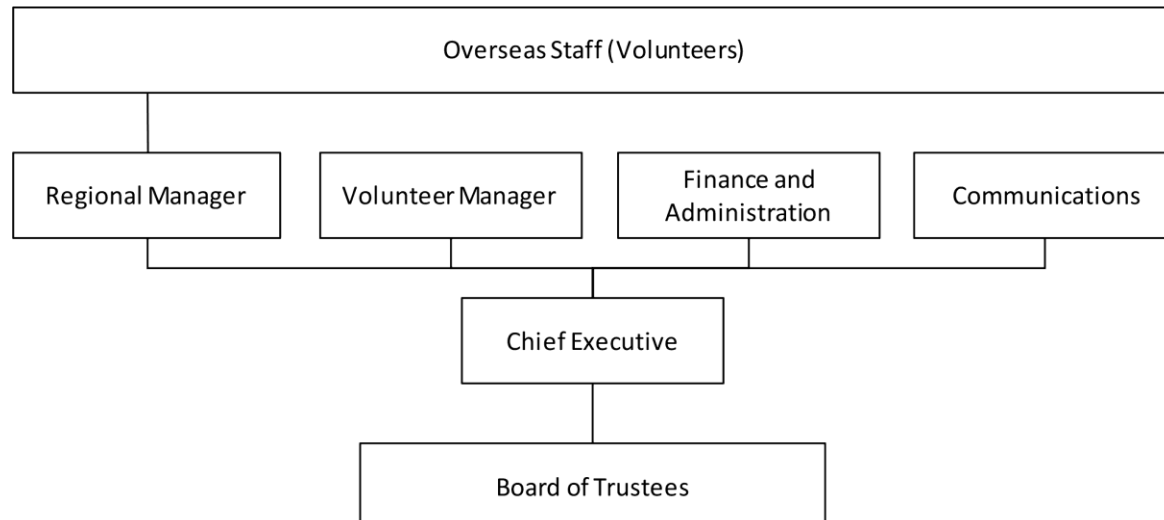 Overseas Staff (Volunteers)
Regional Manager
Volunteer Manager
Finance and
Administration
Communications
Chief Executive
Board of Trustees